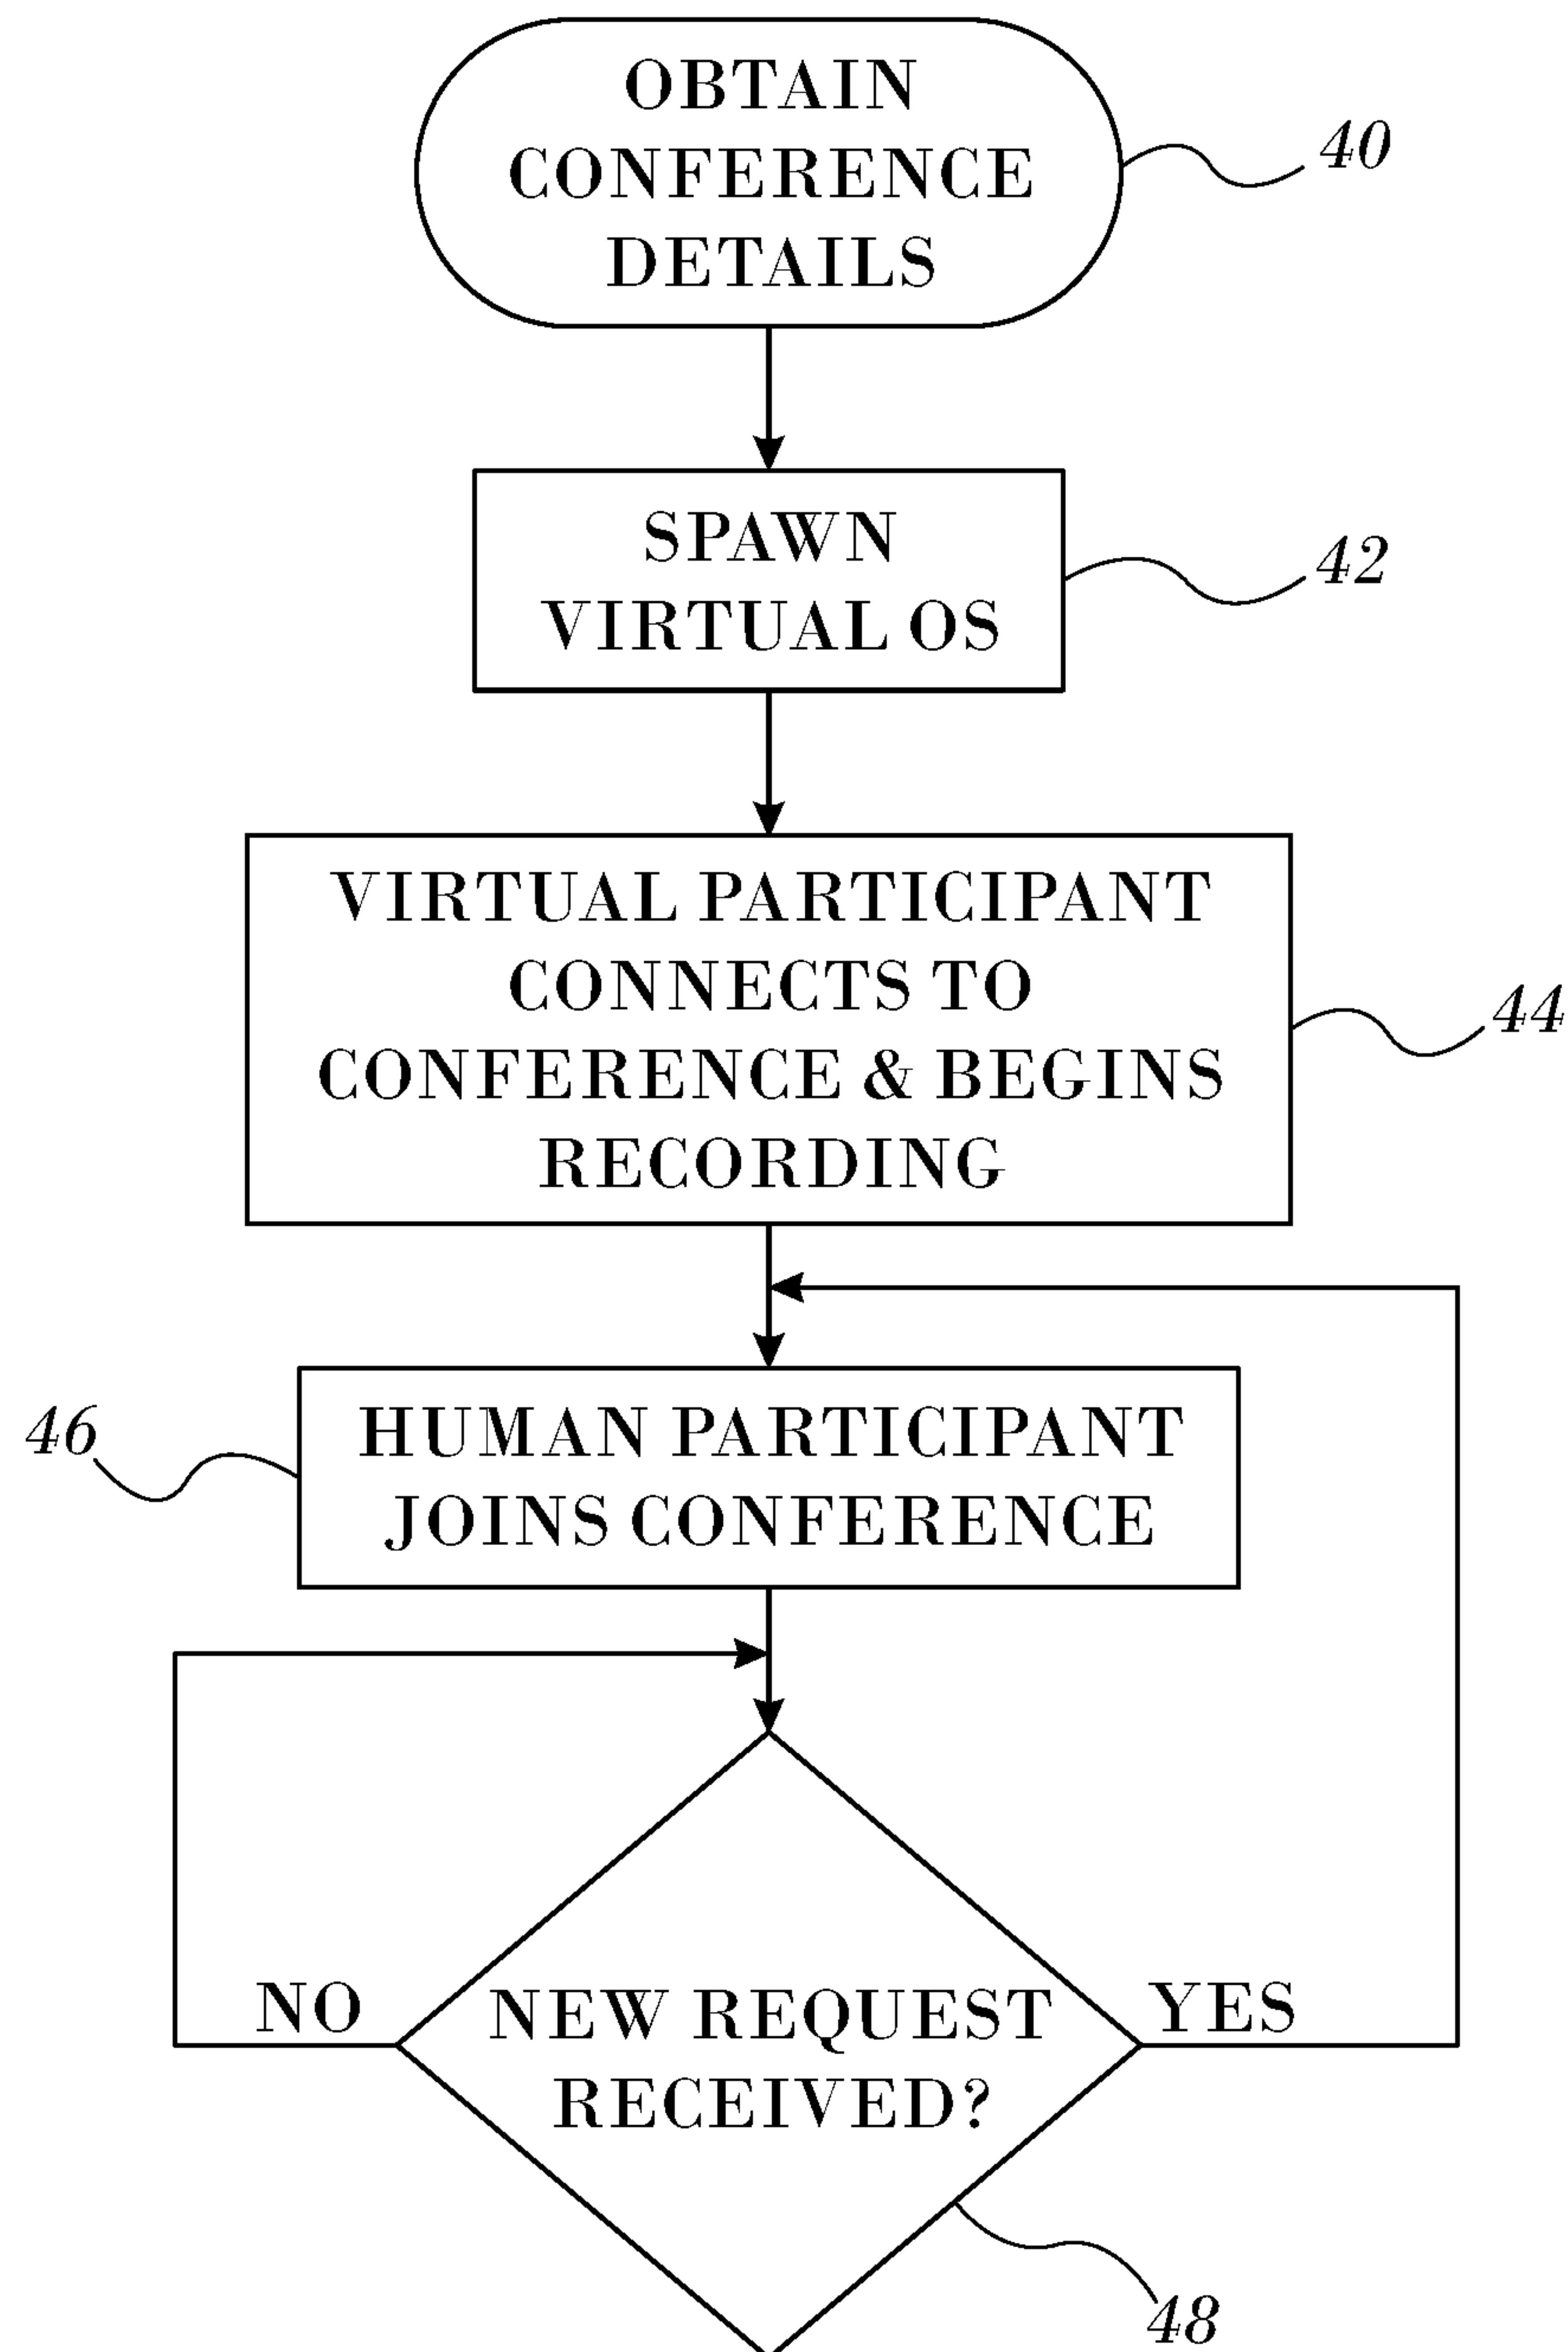 OBTAIN
CONFERENCE
DETAILS
40
SPAWN
VIRTUAL OS
42
VIRTUAL PARTICIPANT
CONNECTS TO
CONFERENCE & BEGINS
RECORDING
44
HUMAN PARTICIPANT
JOINS CONFERENCE
46
NO
NEW REQUEST
RECEIVED?
YES
48